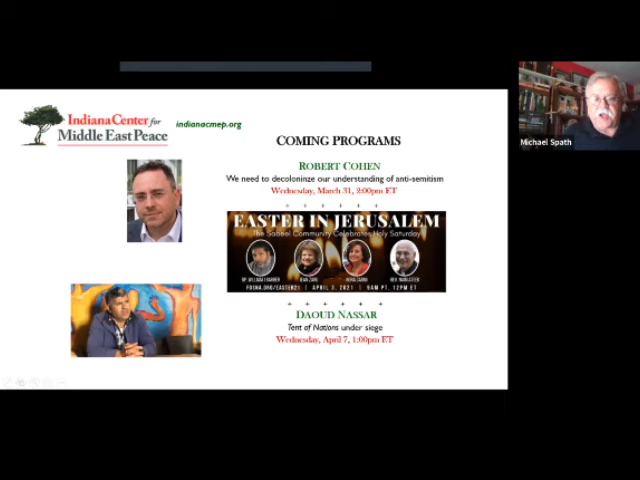 Indiana Center for
Middle East Peace
indianacmep.org
COMING PROGRAMS
ROBERT COHEN
We need to decoloninze our understanding of anti-semitism
Wednesday, March 31, 2:00pm ET
+ + + + + +
EASTER IN JERUSALEM
The Sabeel Community Celebrates Holy Saturday
FOSNA.ORG/EASTER21 | APRIL 3, 2021 | 9AM PT, 12PM ET
+ + + + + +
DAOUD NASSAR
Tent of Nations under siege
Wednesday, April 7, 1:00pm ET
Michael Spath